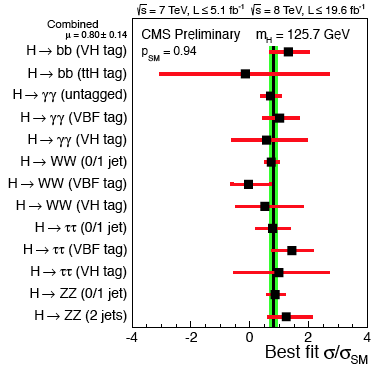 √s = 7 TeV, L ≤ 5.1 fb⁻¹ √s = 8 TeV, L ≤ 19.6 fb⁻¹
Combined
μ = 0.80 ± 0.14
CMS Preliminary m_H = 125.7 GeV
p_SM = 0.94
H → bb (VH tag)
H → bb (ttH tag)
H → γγ (untagged)
H → γγ (VBF tag)
H → γγ (VH tag)
H → WW (0/1 jet)
H → WW (VBF tag)
H → WW (VH tag)
H → ττ (0/1 jet)
H → ττ (VBF tag)
H → ττ (VH tag)
H → ZZ (0/1 jet)
H → ZZ (2 jets)
-4 -2 0 2 4
Best fit σ/σ_SM